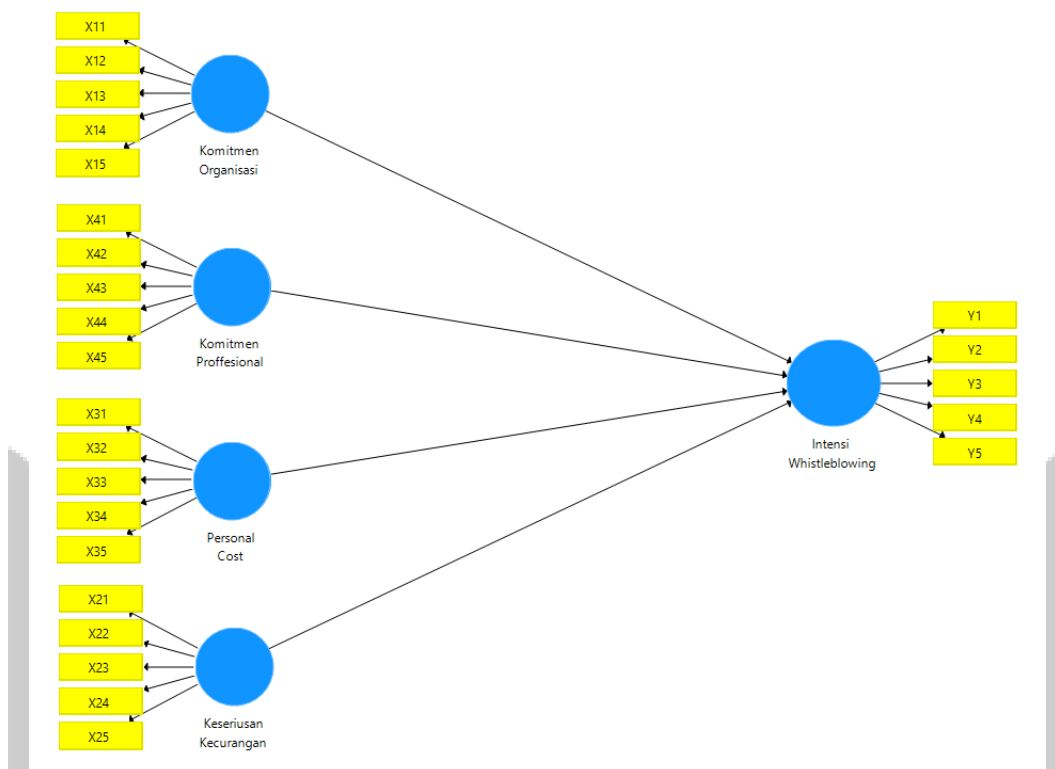 X11
X12
X13
X14
X15
Komitmen
Organisasi
X41
X42
X43
X44
X45
Komitmen
Proffesional
X31
X32
X33
X34
X35
Personal
Cost
X21
X22
X23
X24
X25
Keseriusan
Kecurangan
Intensi
Whistleblowing
Y1
Y2
Y3
Y4
Y5